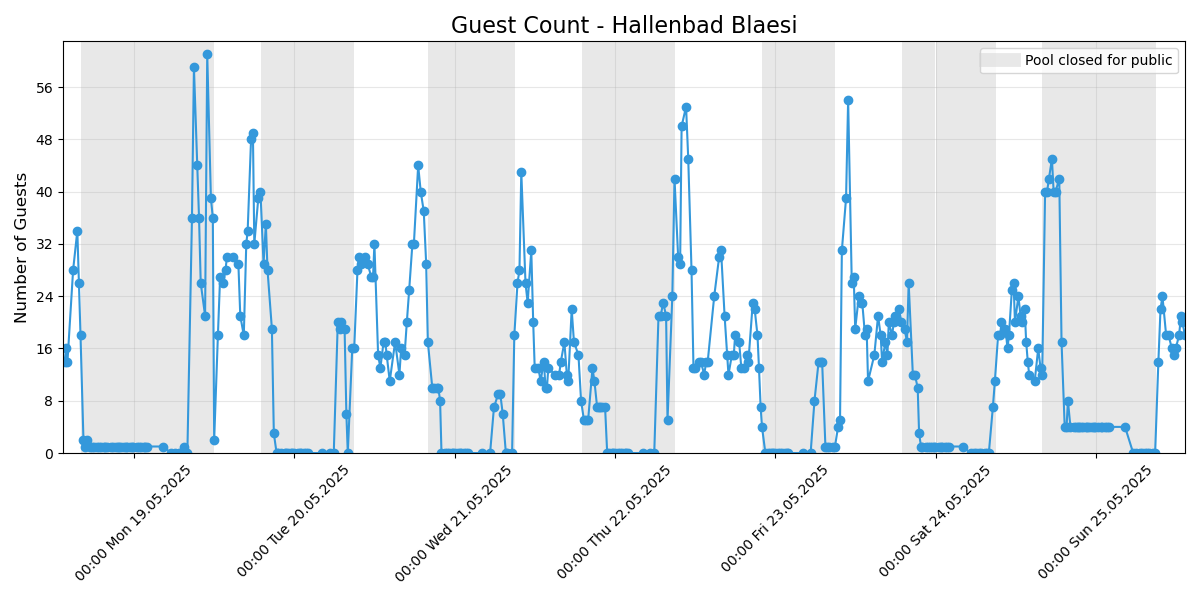 Guest Count - Hallenbad Blaesi
Pool closed for public
Number of Guests
56
48
40
32
24
16
8
0
00:00 Mon 19.05.2025
00:00 Tue 20.05.2025
00:00 Wed 21.05.2025
00:00 Thu 22.05.2025
00:00 Fri 23.05.2025
00:00 Sat 24.05.2025
00:00 Sun 25.05.2025